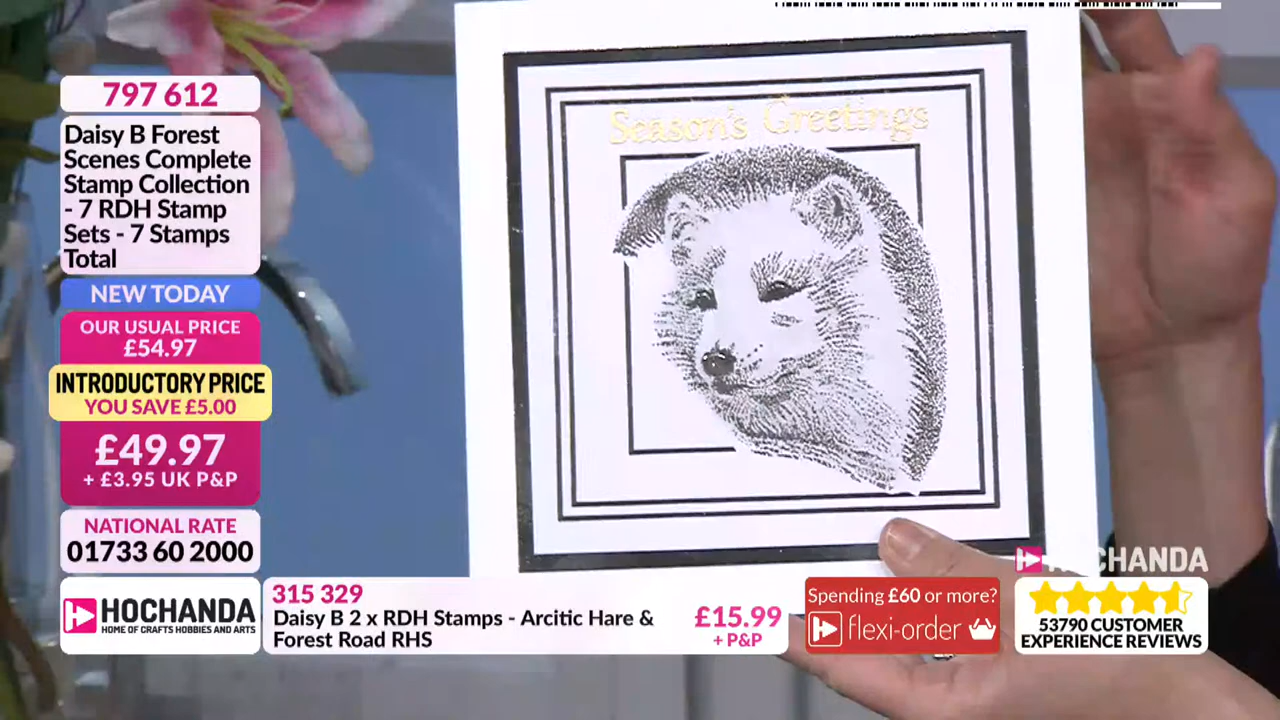 797 612
Daisy B Forest
Scenes Complete
Stamp Collection
- 7 RDH Stamp
Sets - 7 Stamps
Total
NEW TODAY
OUR USUAL PRICE
£54.97
INTRODUCTORY PRICE
YOU SAVE £5.00
£49.97
+ £3.95 UK P&P
NATIONAL RATE
01733 60 2000
Season's Greetings
HOCHANDA
HOCHANDA
HOME OF CRAFTS HOBBIES AND ARTS
315 329
Daisy B 2 x RDH Stamps - Arcitic Hare &
Forest Road RHS
£15.99
+ P&P
Spending £60 or more?
flexi-order
53790 CUSTOMER
EXPERIENCE REVIEWS